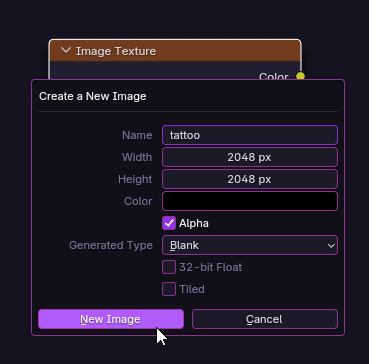 Image Texture
Color
Create a New Image
Name tattoo
Width 2048 px
Height 2048 px
Color
Alpha
Generated Type Blank
32-bit Float
Tiled
New Image Cancel